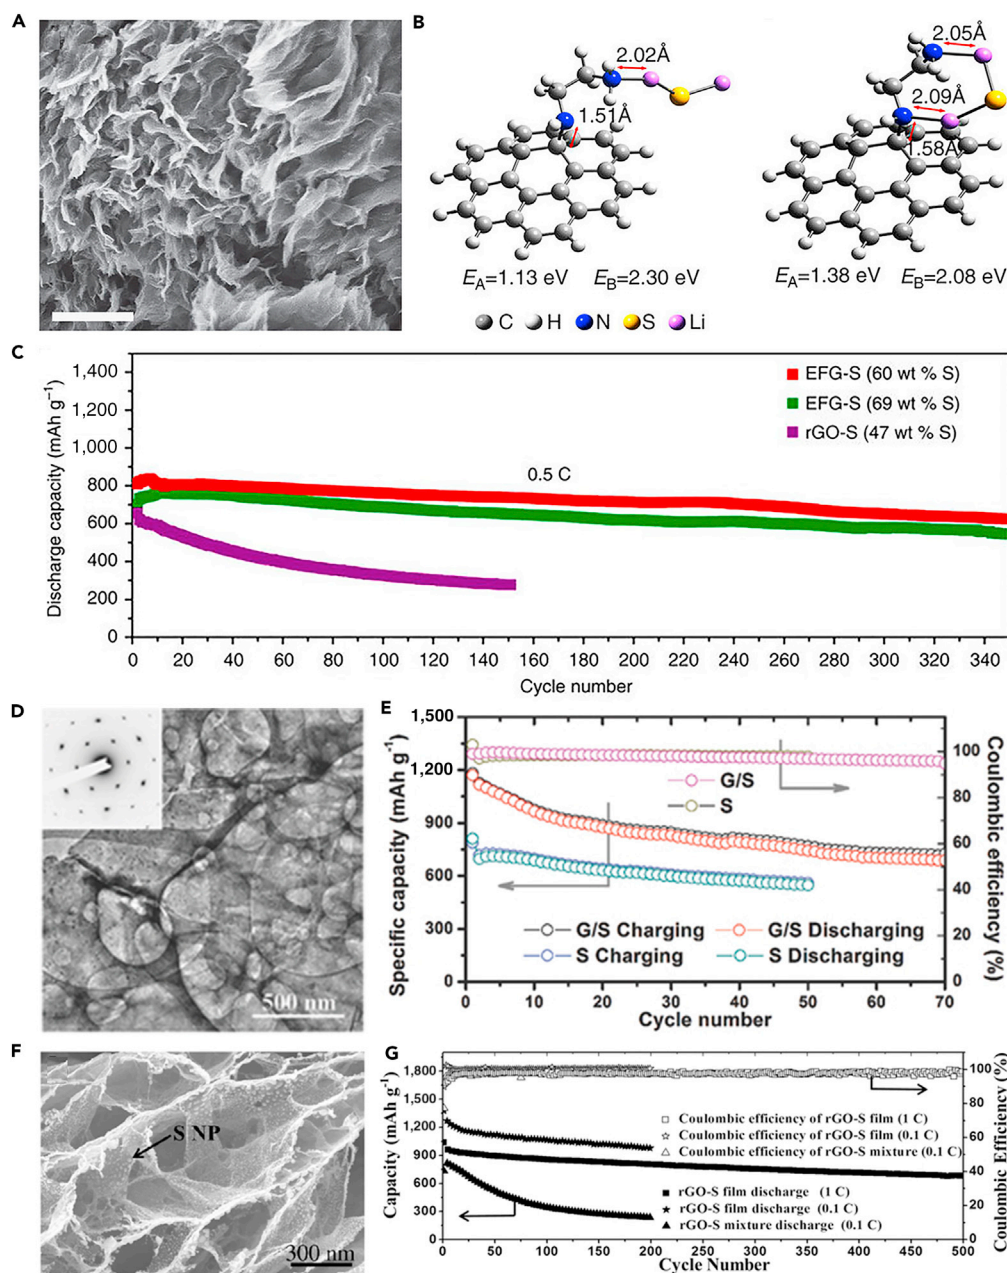 A
B
2.02Å
1.51Å
2.05Å
2.09Å
1.58Å
EA=1.13 eV EB=2.30 eV
EA=1.38 eV EB=2.08 eV
C H N S Li
C
Discharge capacity (mAh g⁻¹)
1,400
1,200
1,000
800
600
400
200
0
EFG-S (60 wt % S)
EFG-S (69 wt % S)
rGO-S (47 wt % S)
0.5 C
0 20 40 60 80 100 120 140 160 180 200 220 240 260 280 300 320 340
Cycle number
D
500 nm
E
Specific capacity (mAh g⁻¹)
1,500
1,200
900
600
300
0
G/S
S
G/S Charging G/S Discharging
S Charging S Discharging
100
80
60
40
20
0
Coulombic efficiency (%)
0 10 20 30 40 50 60 70
Cycle number
F
S NP
300 nm
G
Capacity (mAh g⁻¹)
1,800
1,500
1,200
900
600
300
0
Coulombic efficiency of rGO-S film (1 C)
Coulombic efficiency of rGO-S film (0.1 C)
Coulombic efficiency of rGO-S mixture (0.1 C)
rGO-S film discharge (1 C)
rGO-S film discharge (0.1 C)
rGO-S mixture discharge (0.1 C)
100
80
60
40
20
0
Coulombic Efficiency (%)
0 50 100 150 200 250 300 350 400 450 500
Cycle Number